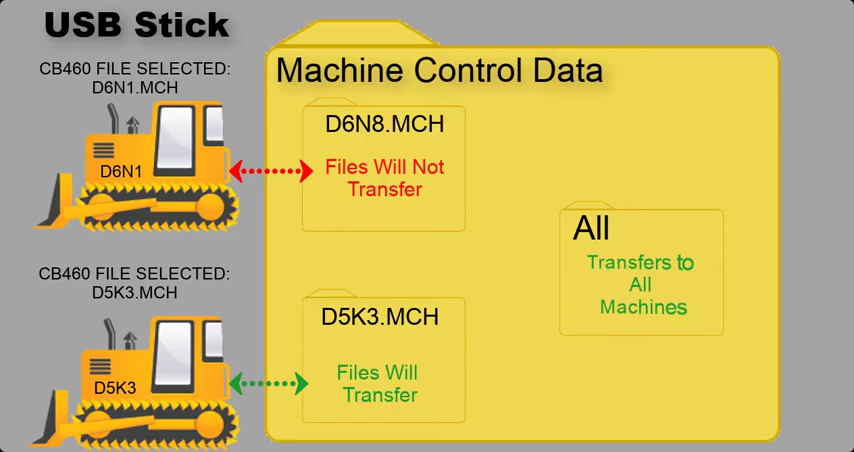 USB Stick
CB460 FILE SELECTED:
D6N1.MCH
D6N1
CB460 FILE SELECTED:
D5K3.MCH
D5K3
Machine Control Data
D6N8.MCH
Files Will Not
Transfer
D5K3.MCH
Files Will
Transfer
All
Transfers to
All
Machines